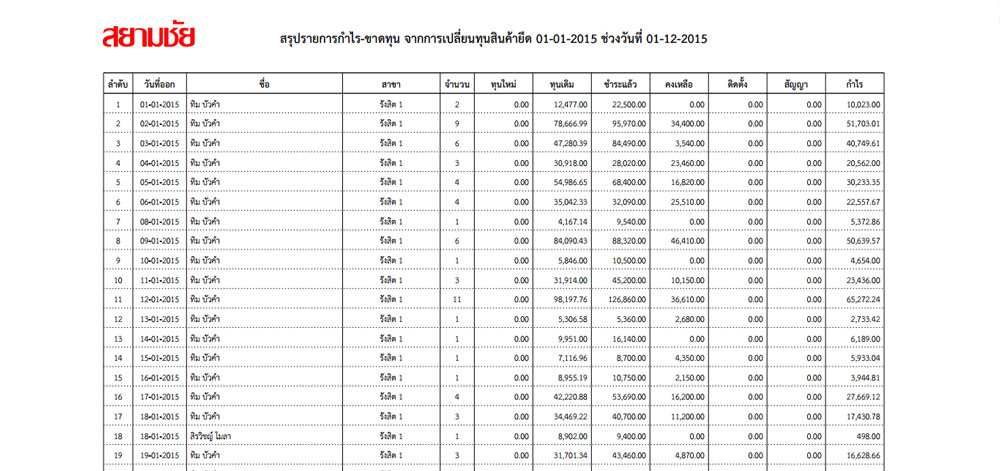 สยามชัย
สรุปรายการกำไร-ขาดทุน จากการเปลี่ยนทุนสินค้ายึด 01-01-2015 ช่วงวันที่ 01-12-2015
ลำดับ วันที่ออก ชื่อ สาขา จำนวน ทุนใหม่ ทุนเดิม ชำระแล้ว คงเหลือ ติดตั้ง สัญญา กำไร
1 01-01-2015 ทิม บัวคำ รังสิต 1 2 0.00 12,477.00 22,500.00 0.00 0.00 0.00 10,023.00
2 02-01-2015 ทิม บัวคำ รังสิต 1 9 0.00 78,666.99 95,970.00 34,400.00 0.00 0.00 51,703.01
3 03-01-2015 ทิม บัวคำ รังสิต 1 6 0.00 47,280.39 84,490.00 3,540.00 0.00 0.00 40,749.61
4 04-01-2015 ทิม บัวคำ รังสิต 1 3 0.00 30,918.00 28,020.00 23,460.00 0.00 0.00 20,562.00
5 05-01-2015 ทิม บัวคำ รังสิต 1 4 0.00 54,986.65 68,400.00 16,820.00 0.00 0.00 30,233.35
6 06-01-2015 ทิม บัวคำ รังสิต 1 4 0.00 35,042.33 32,090.00 25,510.00 0.00 0.00 22,557.67
7 08-01-2015 ทิม บัวคำ รังสิต 1 1 0.00 4,167.14 9,540.00 0.00 0.00 0.00 5,372.86
8 09-01-2015 ทิม บัวคำ รังสิต 1 6 0.00 84,090.43 88,320.00 46,410.00 0.00 0.00 50,639.57
9 10-01-2015 ทิม บัวคำ รังสิต 1 1 0.00 5,846.00 10,500.00 0.00 0.00 0.00 4,654.00
10 11-01-2015 ทิม บัวคำ รังสิต 1 3 0.00 31,914.00 45,200.00 10,150.00 0.00 0.00 23,436.00
11 12-01-2015 ทิม บัวคำ รังสิต 1 11 0.00 98,197.76 126,860.00 36,610.00 0.00 0.00 65,272.24
12 13-01-2015 ทิม บัวคำ รังสิต 1 1 0.00 5,306.58 5,360.00 2,680.00 0.00 0.00 2,733.42
13 14-01-2015 ทิม บัวคำ รังสิต 1 1 0.00 9,951.00 16,140.00 0.00 0.00 0.00 6,189.00
14 15-01-2015 ทิม บัวคำ รังสิต 1 1 0.00 7,116.96 8,700.00 4,350.00 0.00 0.00 5,933.04
15 16-01-2015 ทิม บัวคำ รังสิต 1 1 0.00 8,955.19 10,750.00 2,150.00 0.00 0.00 3,944.81
16 17-01-2015 ทิม บัวคำ รังสิต 1 4 0.00 42,220.88 53,690.00 16,200.00 0.00 0.00 27,669.12
17 18-01-2015 ทิม บัวคำ รังสิต 1 3 0.00 34,469.22 40,700.00 11,200.00 0.00 0.00 17,430.78
18 18-01-2015 สิรวิชญ์ โมลา รังสิต 1 1 0.00 8,902.00 9,400.00 0.00 0.00 0.00 498.00
19 19-01-2015 ทิม บัวคำ รังสิต 1 3 0.00 31,701.34 43,460.00 4,870.00 0.00 0.00 16,628.66